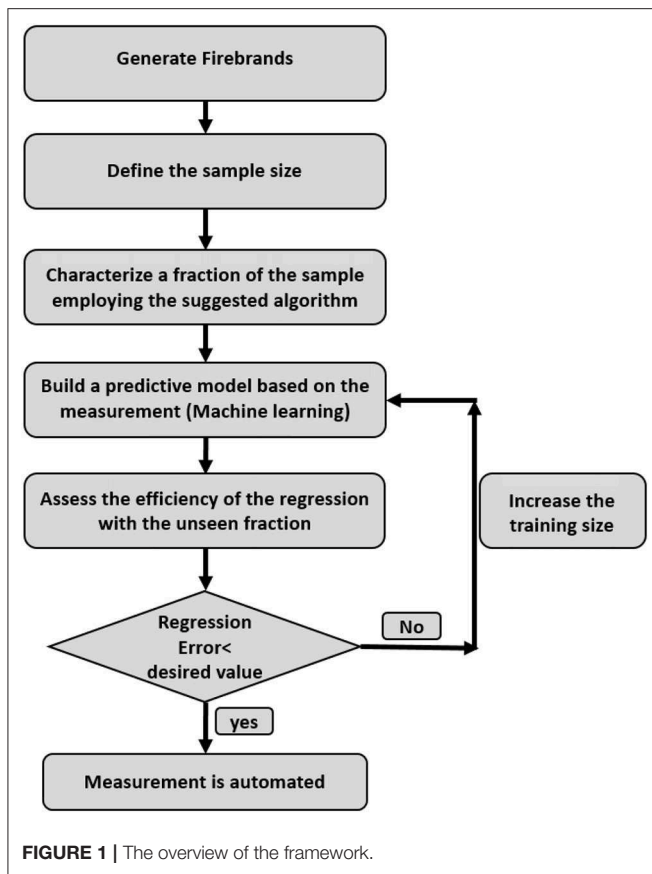 Generate Firebrands
Define the sample size
Characterize a fraction of the sample
employing the suggested algorithm
Build a predictive model based on the
measurement (Machine learning)
Assess the efficiency of the regression
with the unseen fraction
Increase the
training size
Regression
Error<
desired value
No
yes
Measurement is automated
FIGURE 1 | The overview of the framework.